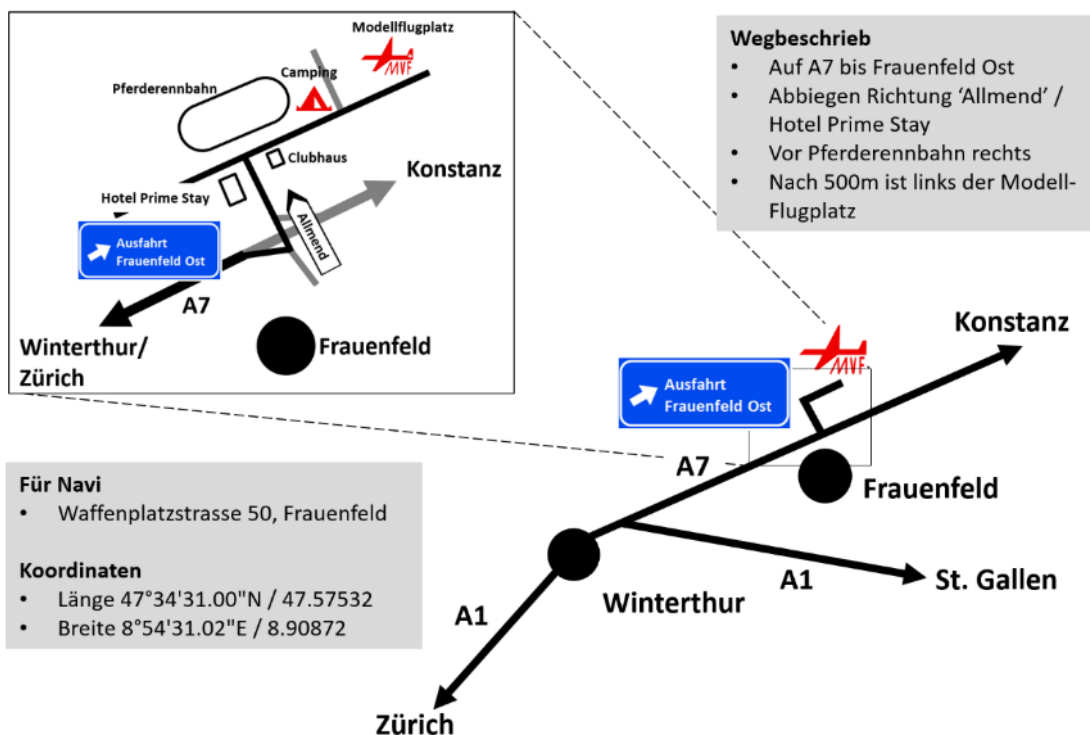 Modellflugplatz
MVF
Camping
Pferderennbahn
Clubhaus
Konstanz
Hotel Prime Stay
Allmend
Ausfahrt
Frauenfeld Ost
A7
Winterthur/
Zürich
Frauenfeld
Wegbeschrieb
• Auf A7 bis Frauenfeld Ost
• Abbiegen Richtung ‘Allmend’ /
Hotel Prime Stay
• Vor Pferderennbahn rechts
• Nach 500m ist links der Modell-
Flugplatz
Konstanz
MVF
Ausfahrt
Frauenfeld Ost
A7
Frauenfeld
Für Navi
• Waffenplatzstrasse 50, Frauenfeld
Koordinaten
• Länge 47°34'31.00"N / 47.57532
• Breite 8°54'31.02"E / 8.90872
Winterthur
A1
St. Gallen
A1
Zürich